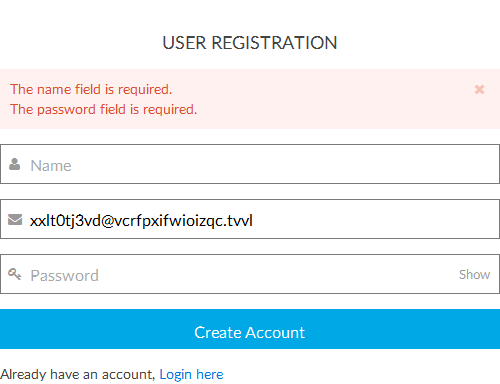 USER REGISTRATION
The name field is required.
The password field is required.
Name
xxlt0tj3vd@vcrfpxifwioizqc.tvvl
Password Show
Create Account
Already have an account, Login here